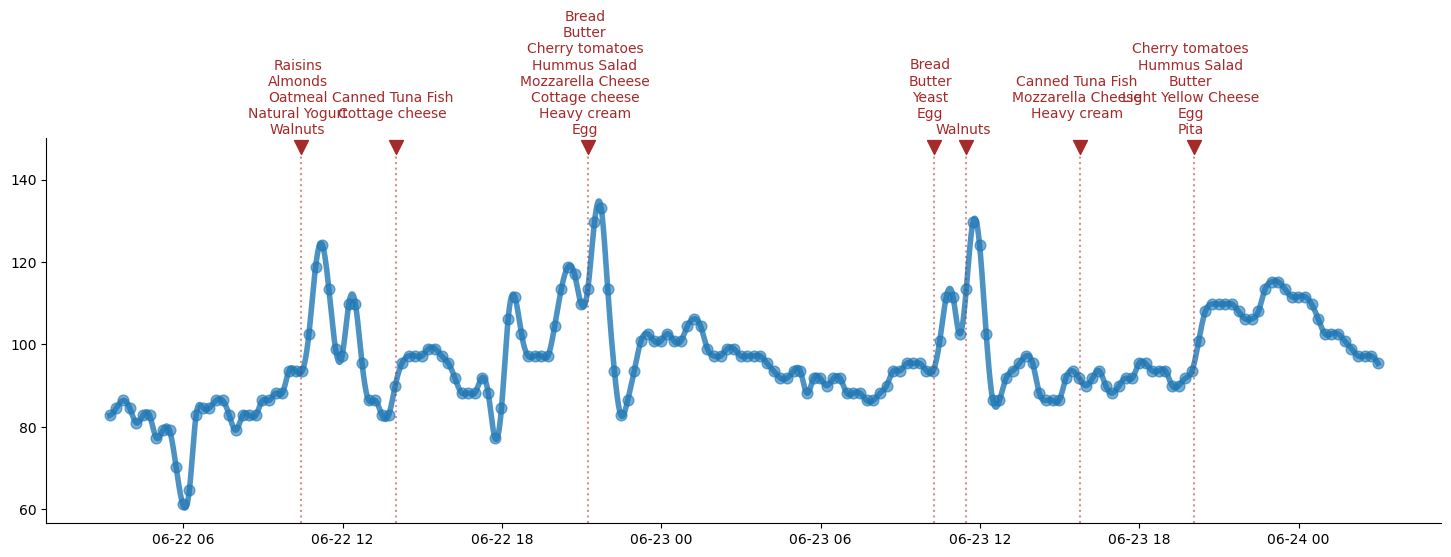 Raisins
Almonds
Oatmeal
Natural Yogurt
Walnuts
Canned Tuna Fish
Cottage cheese
Bread
Butter
Cherry tomatoes
Hummus Salad
Mozzarella Cheese
Cottage cheese
Heavy cream
Egg
Bread
Butter
Yeast
Egg
Walnuts
Canned Tuna Fish
Mozzarella Cheese
Heavy cream
Cherry tomatoes
Hummus Salad
Butter
Light Yellow Cheese
Egg
Pita
140
120
100
80
60
06-22 06
06-22 12
06-22 18
06-23 00
06-23 06
06-23 12
06-23 18
06-24 00